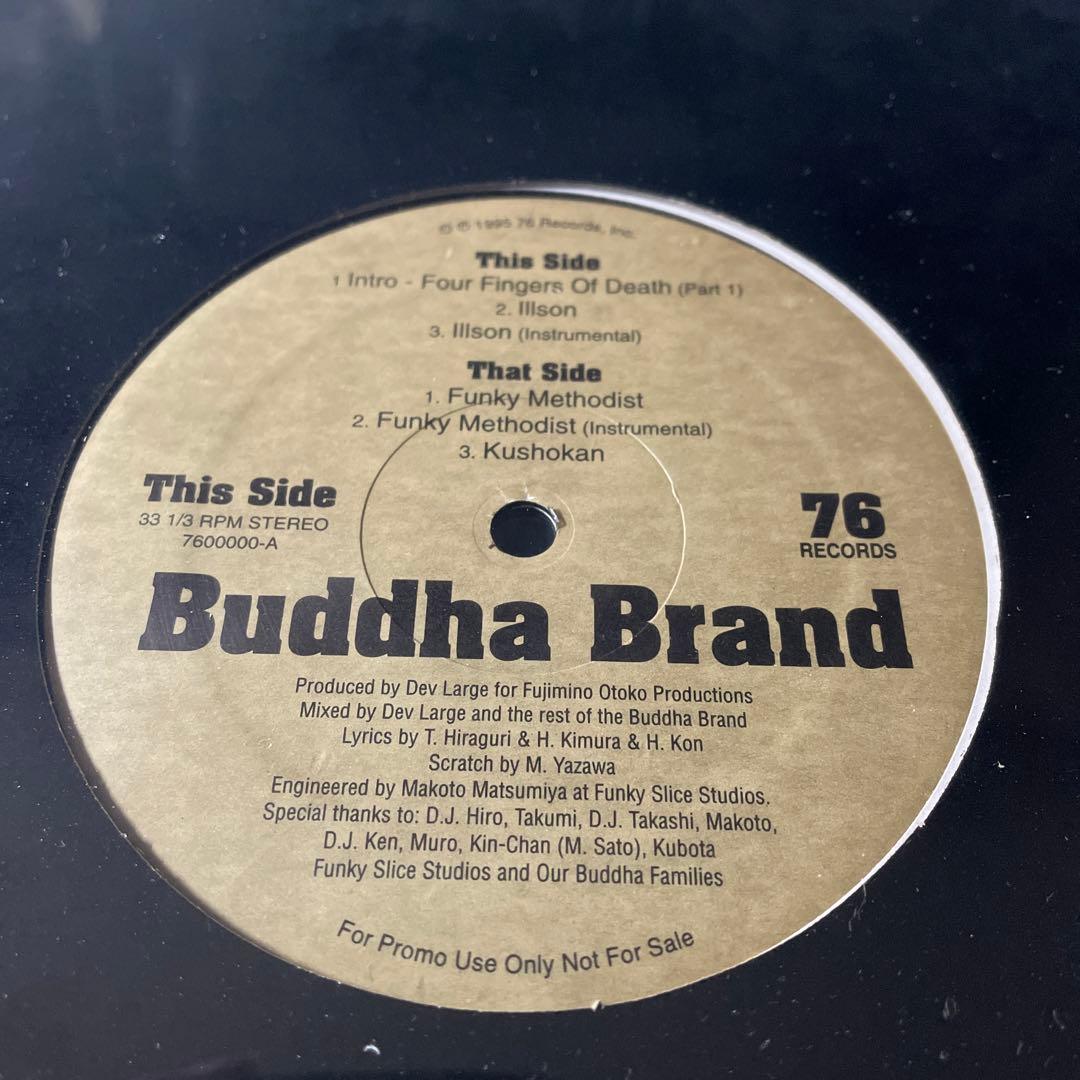 © ℗ 1995 76 Records, Inc.
This Side
1 Intro - Four Fingers Of Death (Part 1)
2. Illson
3. Illson (Instrumental)
That Side
1. Funky Methodist
2. Funky Methodist (Instrumental)
3. Kushokan
This Side
33 1/3 RPM STEREO
7600000-A
76
RECORDS
Buddha Brand
Produced by Dev Large for Fujimino Otoko Productions
Mixed by Dev Large and the rest of the Buddha Brand
Lyrics by T. Hiraguri & H. Kimura & H. Kon
Scratch by M. Yazawa
Engineered by Makoto Matsumiya at Funky Slice Studios.
Special thanks to: D.J. Hiro, Takumi, D.J. Takashi, Makoto,
D.J. Ken, Muro, Kin-Chan (M. Sato), Kubota
Funky Slice Studios and Our Buddha Families
For Promo Use Only Not For Sale